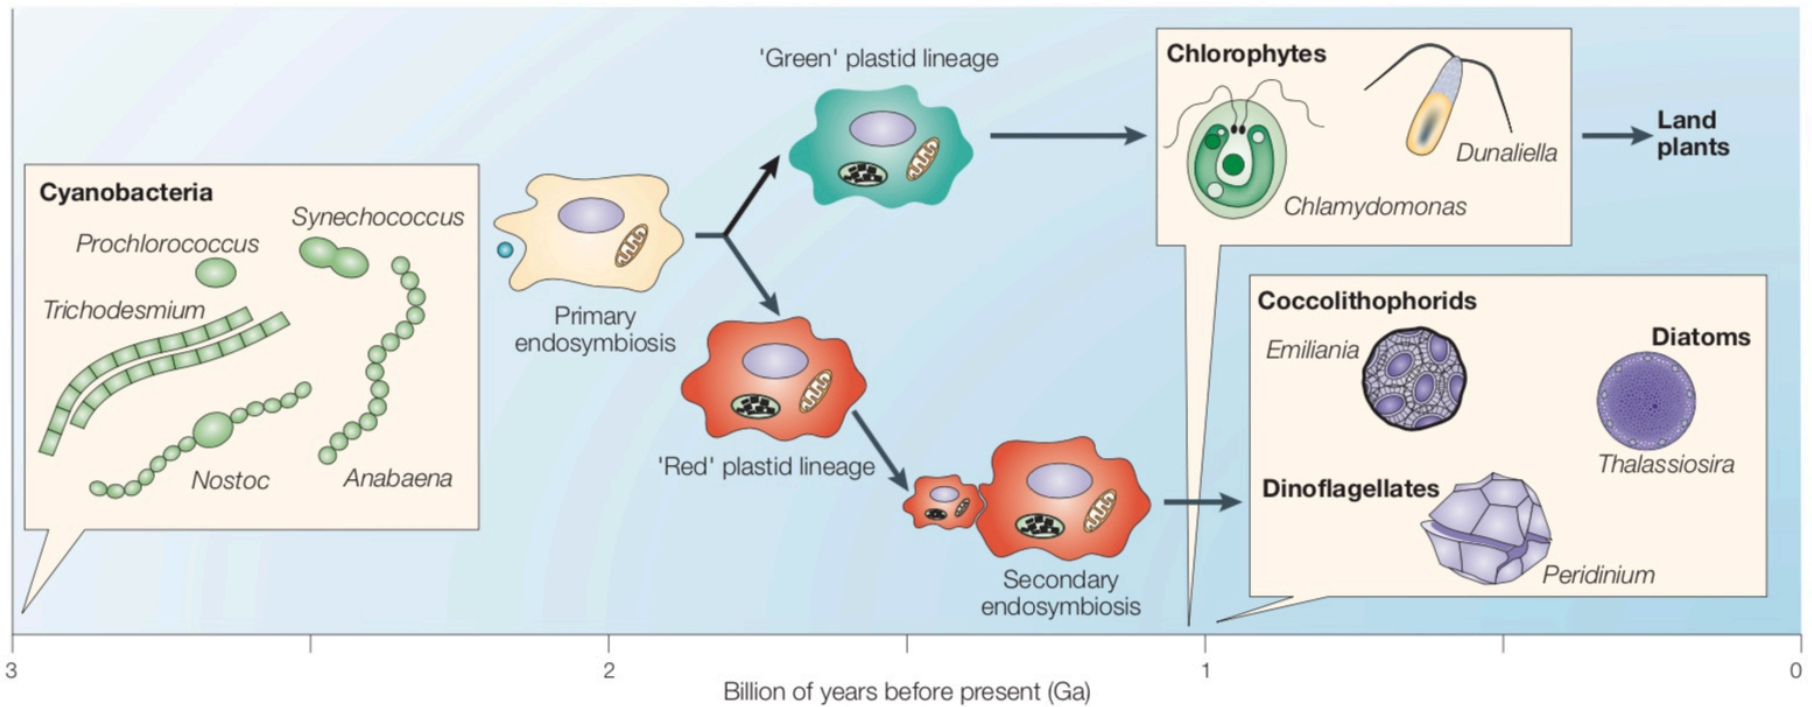 'Green' plastid lineage
Chlorophytes
Dunaliella
Chlamydomonas
Land
plants
Cyanobacteria
Synechococcus
Prochlorococcus
Trichodesmium
Nostoc
Anabaena
Primary
endosymbiosis
'Red' plastid lineage
Secondary
endosymbiosis
Coccolithophorids
Emiliania
Diatoms
Thalassiosira
Dinoflagellates
Peridinium
3
2
1
0
Billion of years before present (Ga)